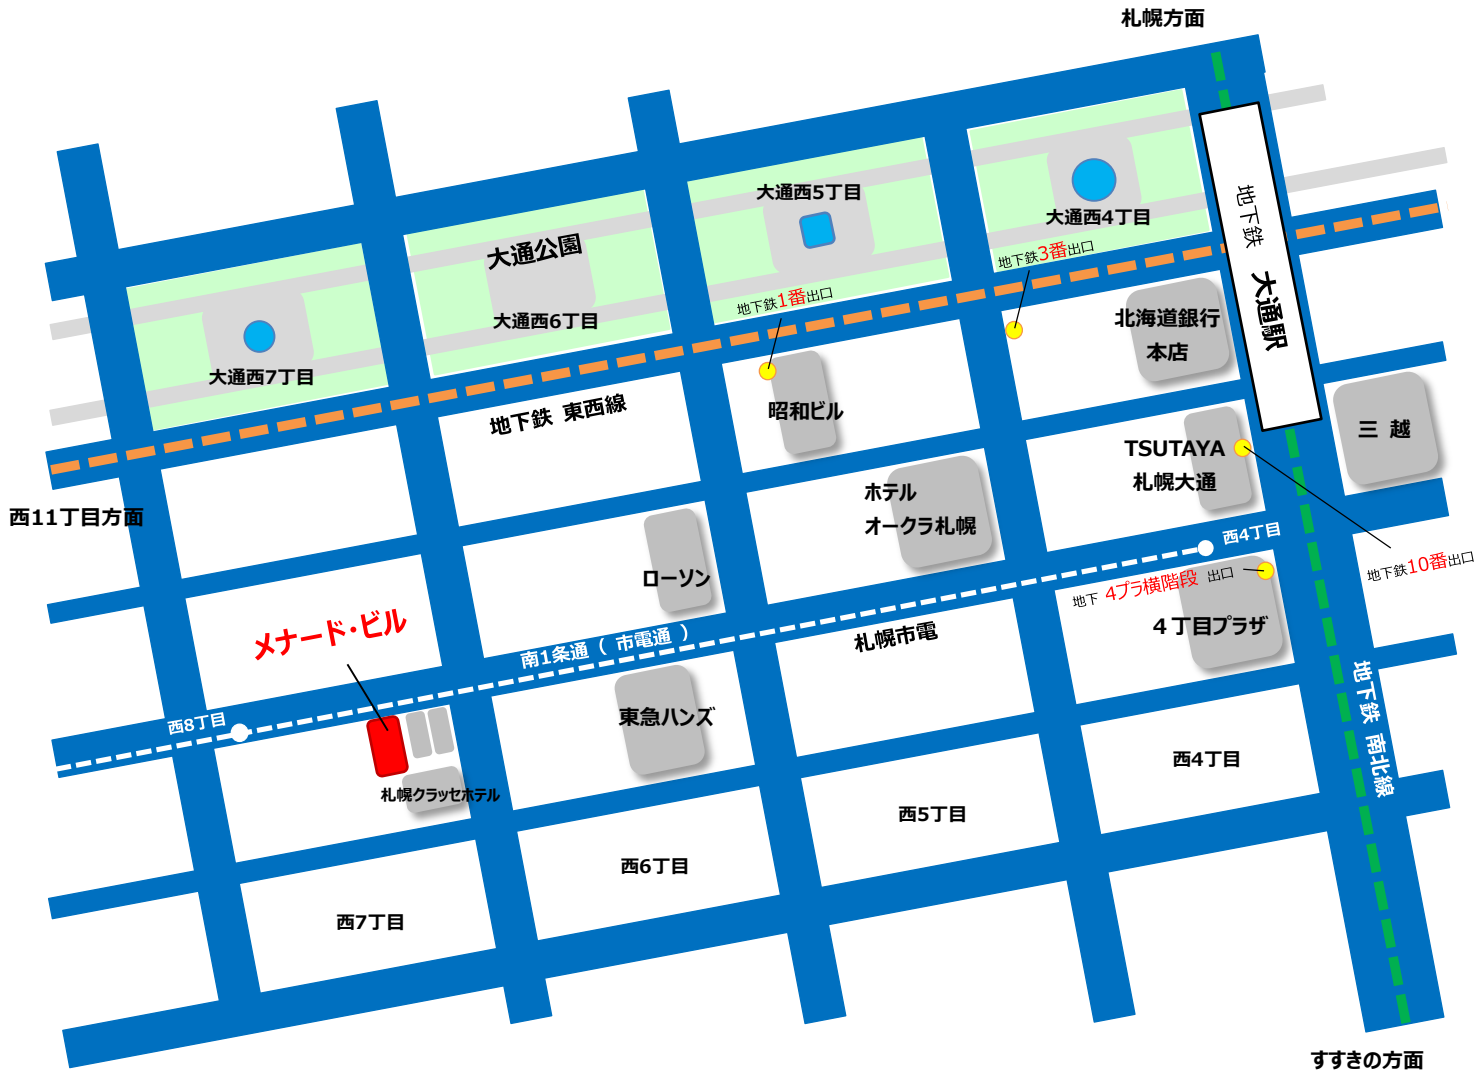 札幌方面
大通西5丁目
大通西4丁目
大通公園
地下鉄3番出口
地下鉄 大通駅
地下鉄1番出口
大通西6丁目
北海道銀行
本店
大通西7丁目
地下鉄 東西線
昭和ビル
三 越
TSUTAYA
札幌大通
西11丁目方面
ホテル
オークラ札幌
西4丁目
ローソン
地下鉄10番出口
地下 4プラ横階段 出口
メナード・ビル
南1条通（ 市電通 ）
札幌市電
４丁目プラザ
西8丁目
東急ハンズ
地下鉄 南北線
西4丁目
札幌クラッセホテル
西5丁目
西6丁目
西7丁目
すすきの方面